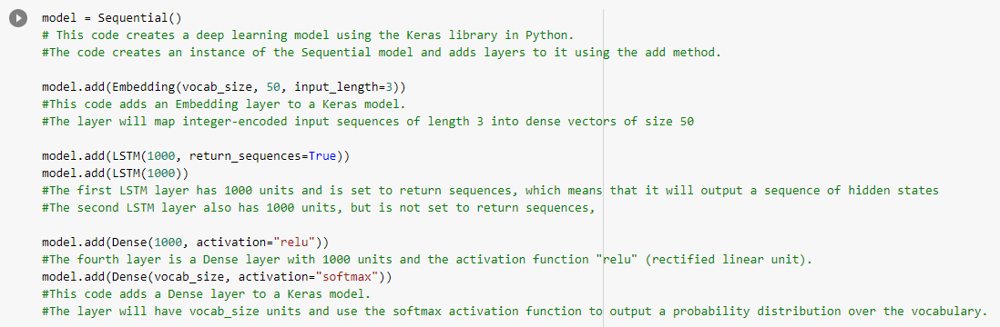 model = Sequential()
# This code creates a deep learning model using the Keras library in Python.
#The code creates an instance of the Sequential model and adds layers to it using the add method.
model.add(Embedding(vocab_size, 50, input_length=3))
#This code adds an Embedding layer to a Keras model.
#The layer will map integer-encoded input sequences of length 3 into dense vectors of size 50
model.add(LSTM(1000, return_sequences=True))
model.add(LSTM(1000))
#The first LSTM layer has 1000 units and is set to return sequences, which means that it will output a sequence of hidden states
#The second LSTM layer also has 1000 units, but is not set to return sequences,
model.add(Dense(1000, activation="relu"))
#The fourth layer is a Dense layer with 1000 units and the activation function "relu" (rectified linear unit).
model.add(Dense(vocab_size, activation="softmax"))
#This code adds a Dense layer to a Keras model.
#The layer will have vocab_size units and use the softmax activation function to output a probability distribution over the vocabulary.